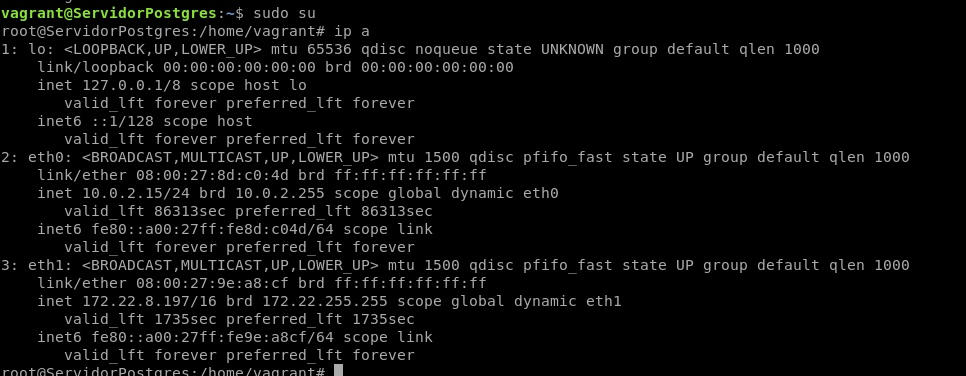 vagrant@ServidorPostgres:~$ sudo su
root@ServidorPostgres:/home/vagrant# ip a
1: lo: <LOOPBACK,UP,LOWER_UP> mtu 65536 qdisc noqueue state UNKNOWN group default qlen 1000
    link/loopback 00:00:00:00:00:00 brd 00:00:00:00:00:00
    inet 127.0.0.1/8 scope host lo
       valid_lft forever preferred_lft forever
    inet6 ::1/128 scope host
       valid_lft forever preferred_lft forever
2: eth0: <BROADCAST,MULTICAST,UP,LOWER_UP> mtu 1500 qdisc pfifo_fast state UP group default qlen 1000
    link/ether 08:00:27:8d:c0:4d brd ff:ff:ff:ff:ff:ff
    inet 10.0.2.15/24 brd 10.0.2.255 scope global dynamic eth0
       valid_lft 86313sec preferred_lft 86313sec
    inet6 fe80::a00:27ff:fe8d:c04d/64 scope link
       valid_lft forever preferred_lft forever
3: eth1: <BROADCAST,MULTICAST,UP,LOWER_UP> mtu 1500 qdisc pfifo_fast state UP group default qlen 1000
    link/ether 08:00:27:9e:a8:cf brd ff:ff:ff:ff:ff:ff
    inet 172.22.8.197/16 brd 172.22.255.255 scope global dynamic eth1
       valid_lft 1735sec preferred_lft 1735sec
    inet6 fe80::a00:27ff:fe9e:a8cf/64 scope link
       valid_lft forever preferred_lft forever
root@ServidorPostgres:/home/vagrant#